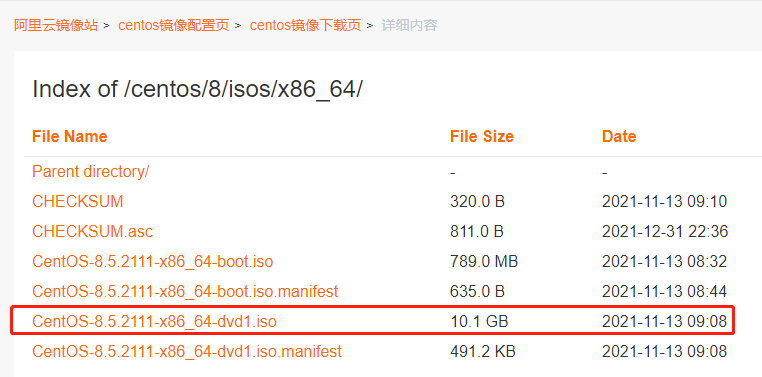 阿里云镜像站 > centos镜像配置页 > centos镜像下载页 > 详细内容
Index of /centos/8/isos/x86_64/
File Name File Size Date
Parent directory/ - -
CHECKSUM 320.0 B 2021-11-13 09:10
CHECKSUM.asc 811.0 B 2021-12-31 22:36
CentOS-8.5.2111-x86_64-boot.iso 789.0 MB 2021-11-13 08:32
CentOS-8.5.2111-x86_64-boot.iso.manifest 635.0 B 2021-11-13 08:44
CentOS-8.5.2111-x86_64-dvd1.iso 10.1 GB 2021-11-13 09:08
CentOS-8.5.2111-x86_64-dvd1.iso.manifest 491.2 KB 2021-11-13 09:08